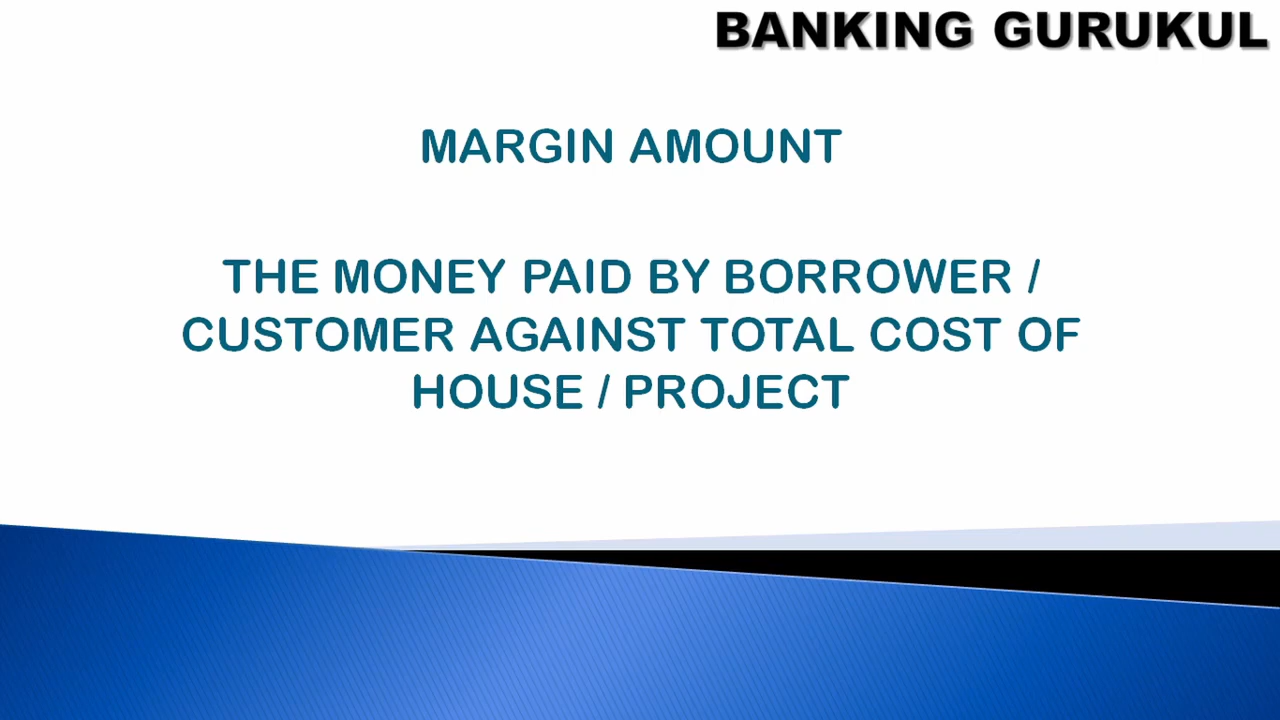 BANKING GURUKUL
MARGIN AMOUNT
THE MONEY PAID BY BORROWER /
CUSTOMER AGAINST TOTAL COST OF
HOUSE / PROJECT